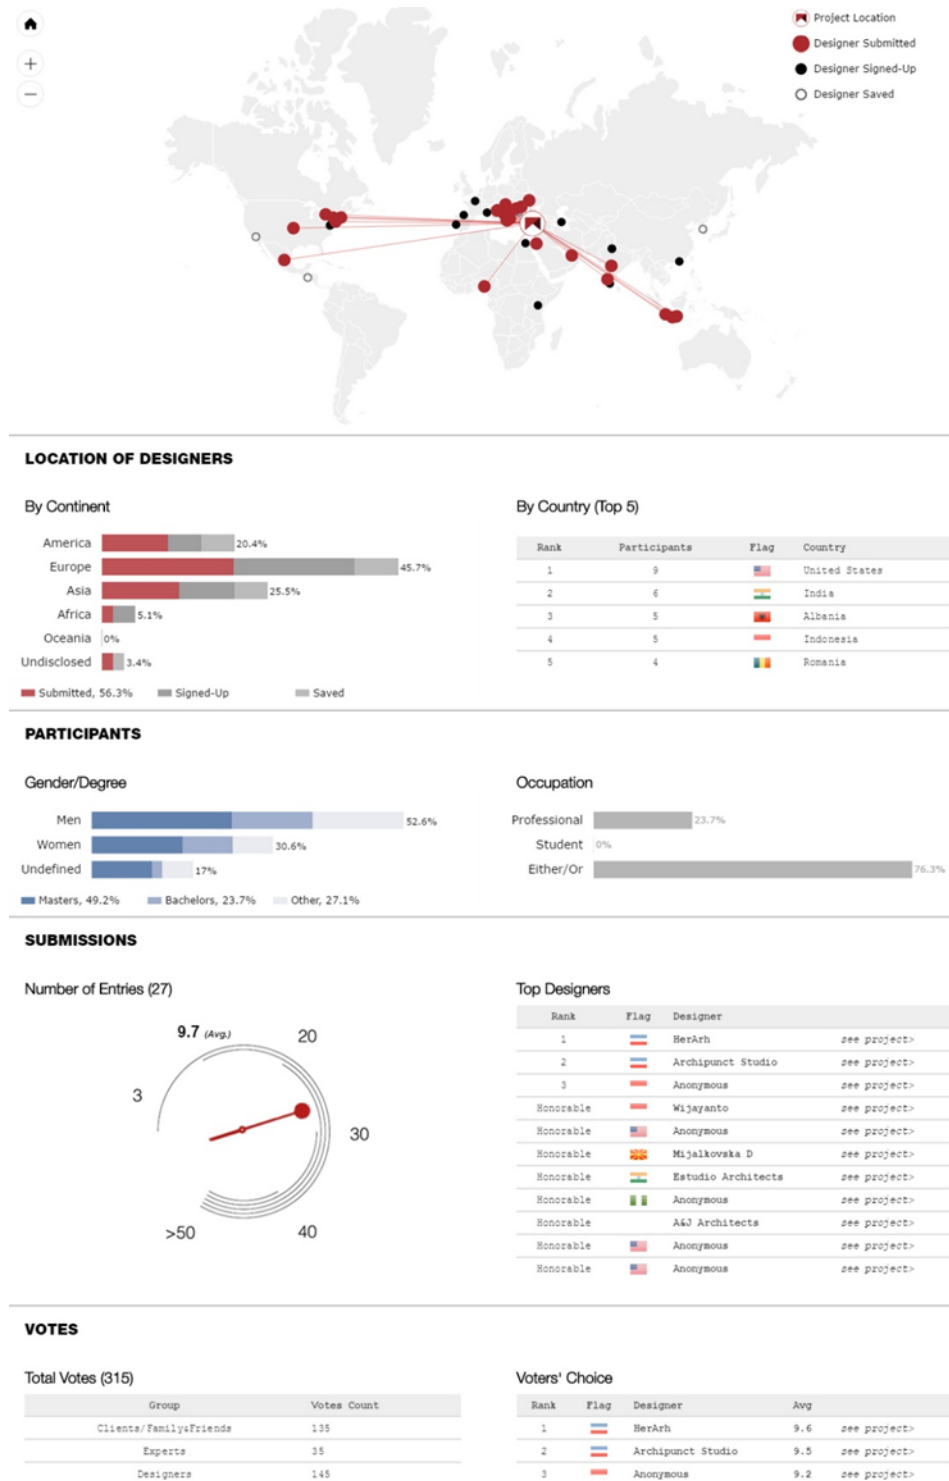 Project Location
Designer Submitted
Designer Signed-Up
Designer Saved
LOCATION OF DESIGNERS
By Continent
America 20.4%
Europe 45.7%
Asia 25.5%
Africa 5.1%
Oceania 0%
Undisclosed 3.4%
Submitted, 56.3% Signed-Up Saved
By Country (Top 5)
Rank Participants Flag Country
1 9 United States
2 6 India
3 5 Albania
4 5 Indonesia
5 4 Romania
PARTICIPANTS
Gender/Degree
Men 52.6%
Women 30.6%
Undefined 17%
Masters, 49.2% Bachelors, 23.7% Other, 27.1%
Occupation
Professional 23.7%
Student 0%
Either/Or 76.3%
SUBMISSIONS
Number of Entries (27)
9.7 (Avg.)
20
3
30
>50
40
Top Designers
Rank Flag Designer
1 HerArh see project>
2 Archipunct Studio see project>
3 Anonymous see project>
Honorable Wijayanto see project>
Honorable Anonymous see project>
Honorable Mijalkovska D see project>
Honorable Estudio Architects see project>
Honorable Anonymous see project>
Honorable A&J Architects see project>
Honorable Anonymous see project>
Honorable Anonymous see project>
VOTES
Total Votes (315)
Group Votes Count
Clients/Family&Friends 135
Experts 35
Designers 145
Voters' Choice
Rank Flag Designer Avg
1 HerArh 9.6 see project>
2 Archipunct Studio 9.5 see project>
3 Anonymous 9.2 see project>